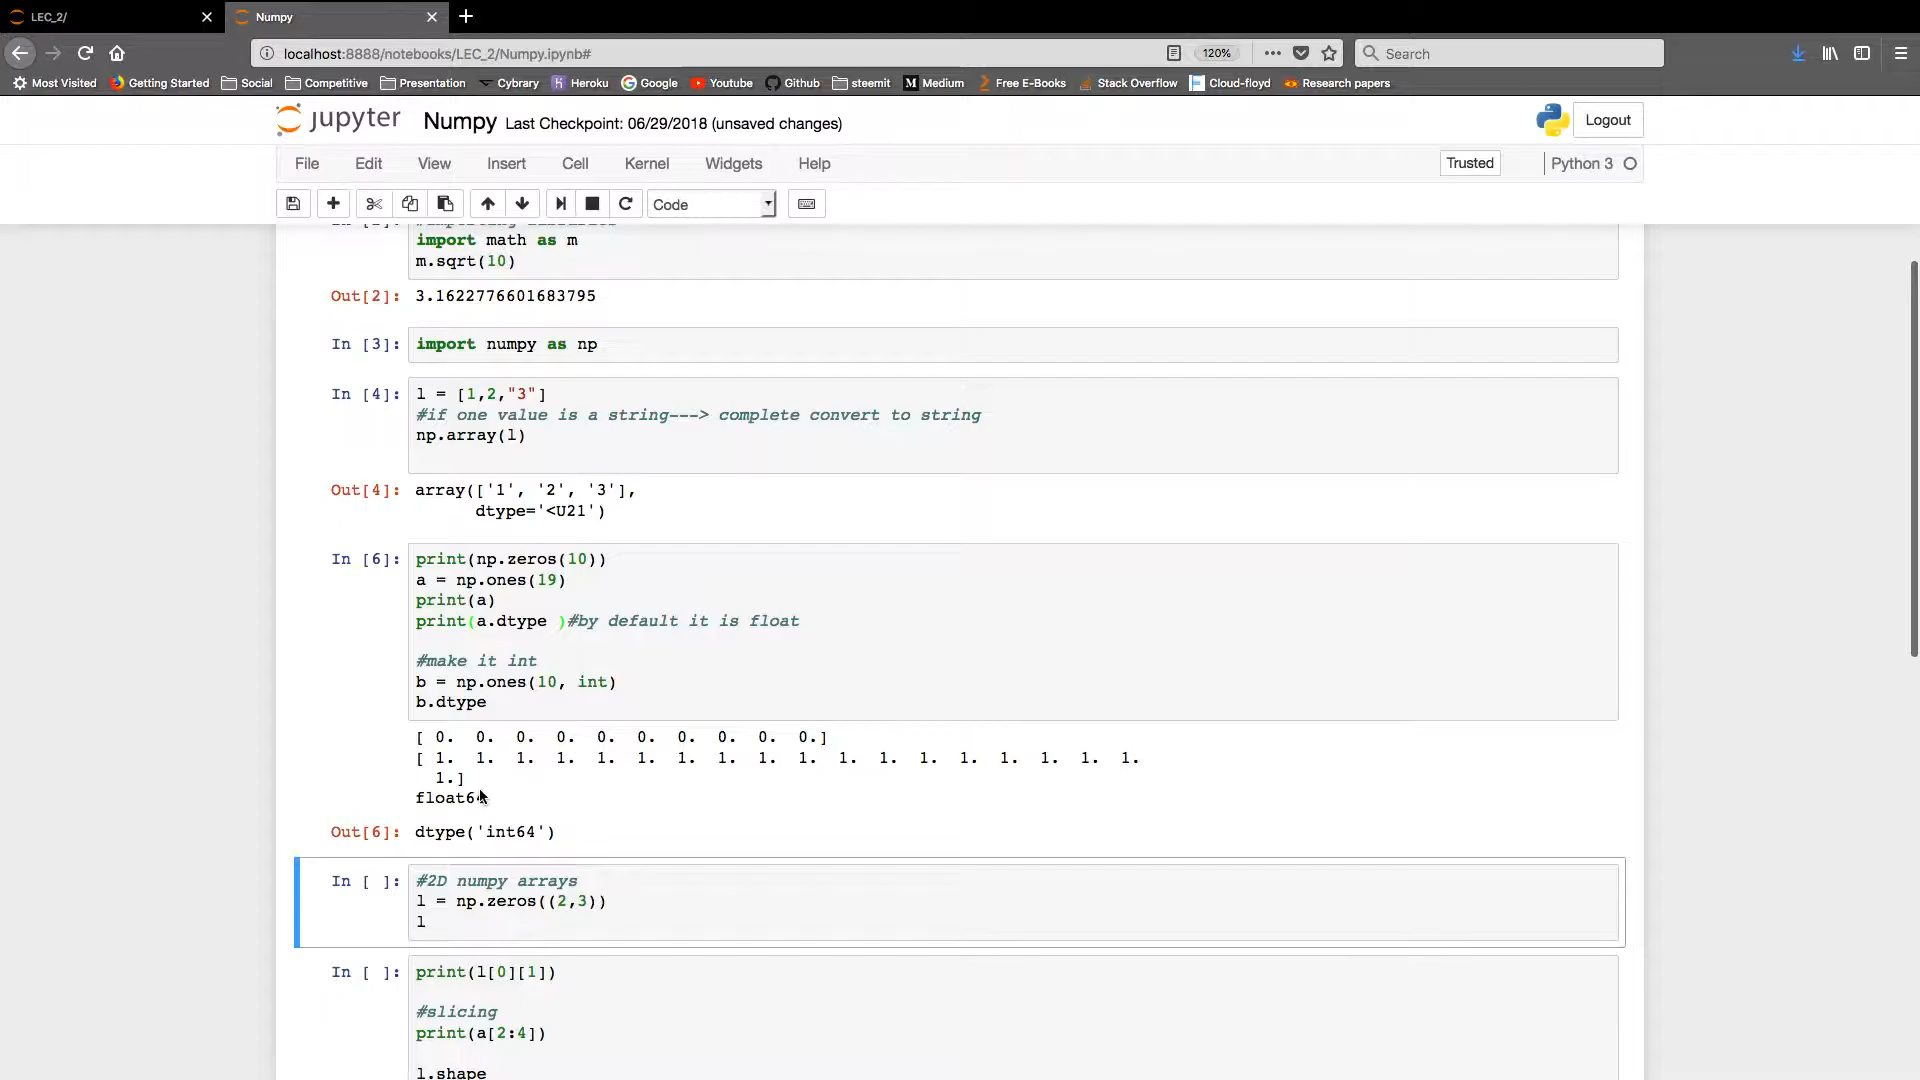 LEC_2/
Numpy
localhost:8888/notebooks/LEC_2/Numpy.ipynb#
120%
Search
Most Visited
Getting Started
Social
Competitive
Presentation
Cybrary
Heroku
Google
Youtube
Github
steemit
Medium
Free E-Books
Stack Overflow
Cloud-floyd
Research papers
jupyter
Numpy Last Checkpoint: 06/29/2018 (unsaved changes)
Logout
File
Edit
View
Insert
Cell
Kernel
Widgets
Help
Trusted
Python 3
Code
import math as m
m.sqrt(10)
Out[2]: 3.1622776601683795
In [3]: import numpy as np
In [4]: l = [1,2,"3"]
#if one value is a string---> complete convert to string
np.array(l)
Out[4]: array(['1', '2', '3'],
dtype='<U21')
In [6]: print(np.zeros(10))
a = np.ones(19)
print(a)
print(a.dtype )#by default it is float
#make it int
b = np.ones(10, int)
b.dtype
[ 0. 0. 0. 0. 0. 0. 0. 0. 0. 0.]
[ 1. 1. 1. 1. 1. 1. 1. 1. 1. 1. 1. 1. 1. 1. 1. 1. 1. 1.
1.]
float64
Out[6]: dtype('int64')
In [ ]: #2D numpy arrays
l = np.zeros((2,3))
l
In [ ]: print(l[0][1])
#slicing
print(a[2:4])
l.shape